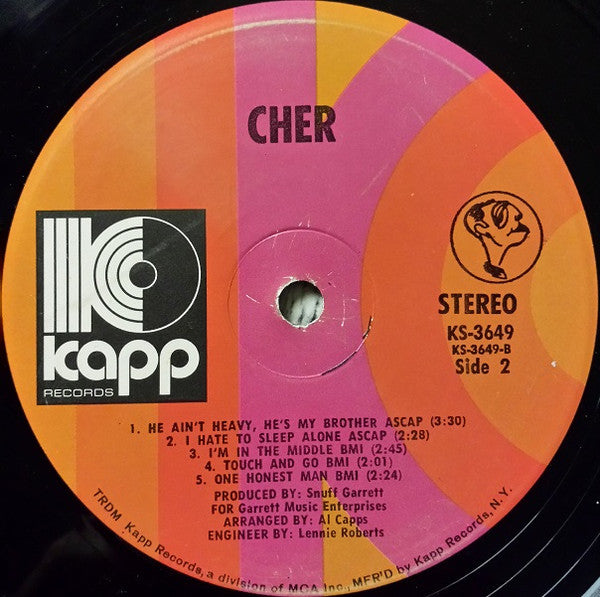 CHER
kapp
RECORDS
STEREO
KS-3649
KS-3649-B
Side 2
1. HE AIN'T HEAVY, HE'S MY BROTHER ASCAP (3:30)
2. I HATE TO SLEEP ALONE ASCAP (2:28)
3. I'M IN THE MIDDLE BMI (2:45)
4. TOUCH AND GO BMI (2:01)
5. ONE HONEST MAN BMI (2:24)
PRODUCED BY: Snuff Garrett
FOR Garrett Music Enterprises
ARRANGED BY: Al Capps
ENGINEER BY: Lennie Roberts
TRDM Kapp Records, a division of MCA Inc., MFR'D by Kapp Records, N.Y.